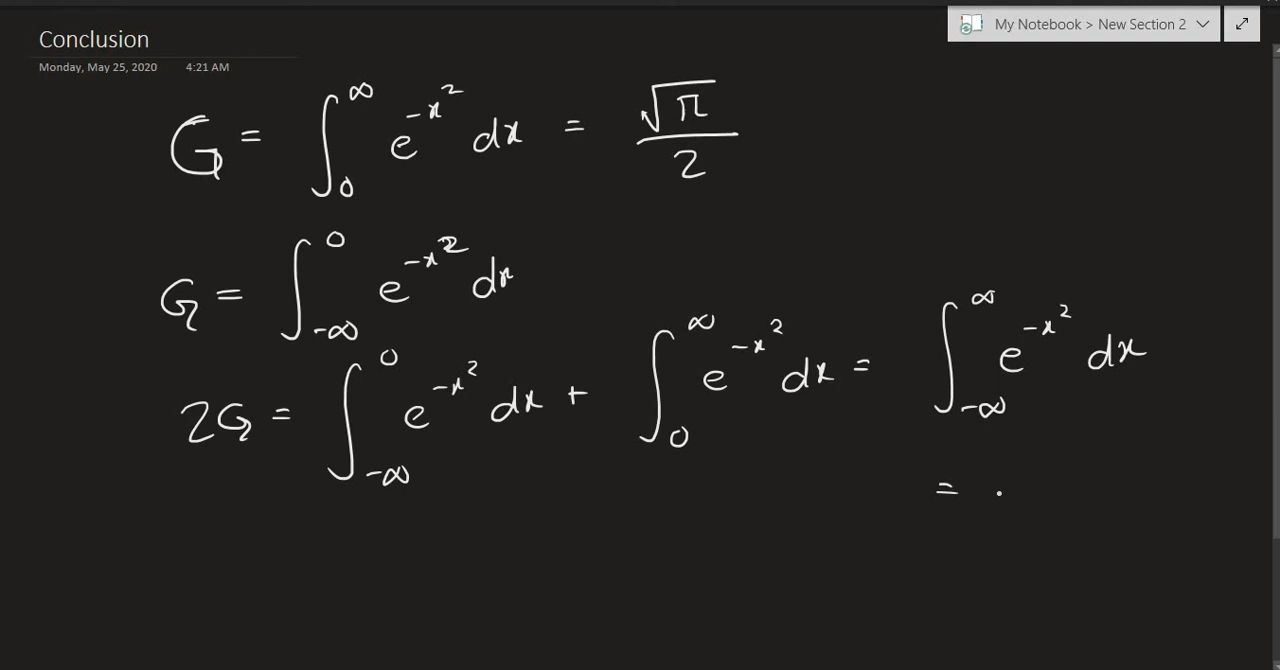 My Notebook > New Section 2
Conclusion
Monday, May 25, 2020 4:21 AM
G = ∫₀^∞ e^{-x²} dx = √π / 2
G = ∫_{-∞}^0 e^{-x²} dx
2G = ∫_{-∞}^0 e^{-x²} dx + ∫₀^∞ e^{-x²} dx = ∫_{-∞}^∞ e^{-x²} dx
= .